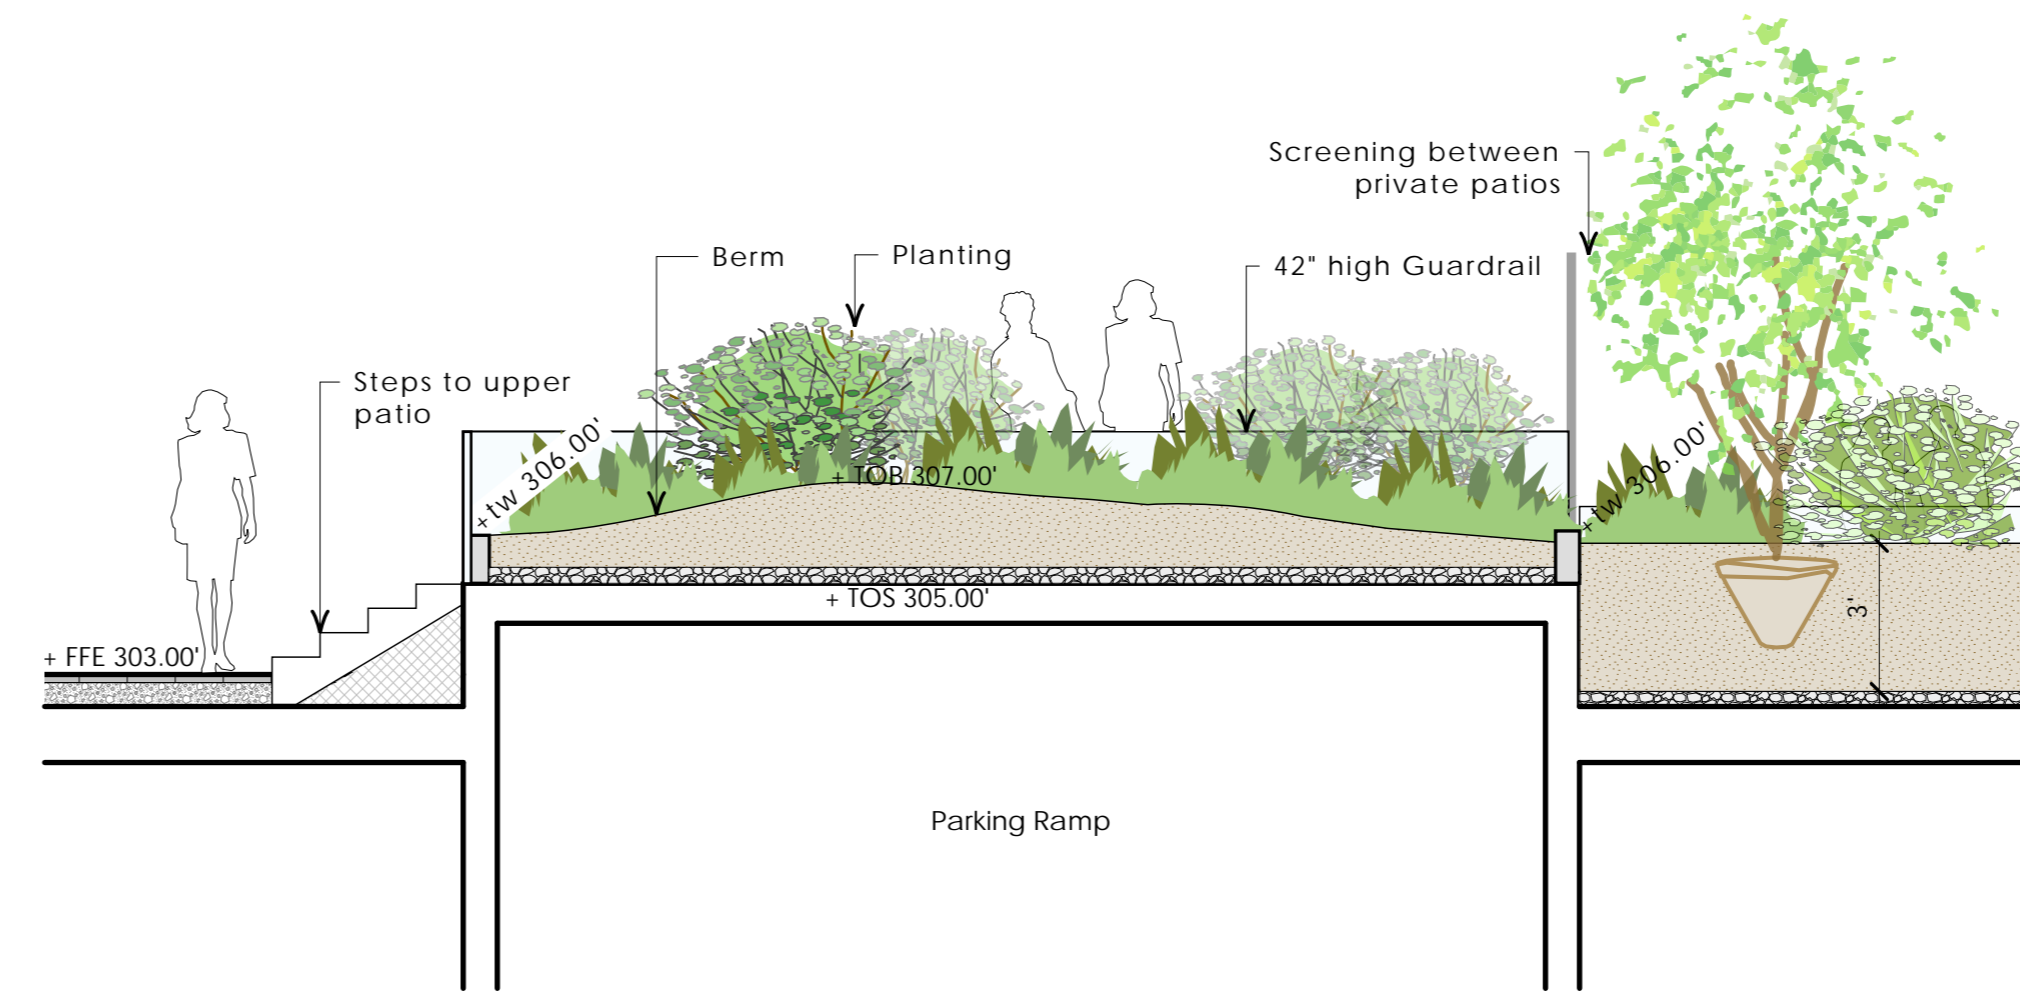 Screening between
private patios
Berm
Planting
42" high Guardrail
Steps to upper
patio
+tw 306.00'
+ TOB 307.00'
+tw 306.00'
+ TOS 305.00'
3'
+ FFE 303.00'
Parking Ramp